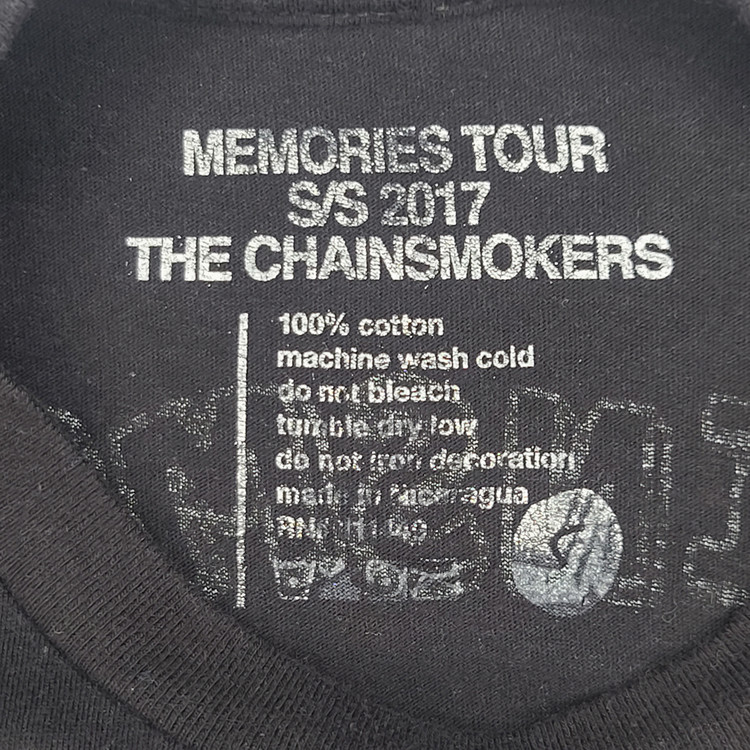 MEMORIES TOUR
S/S 2017
THE CHAINSMOKERS
100% cotton
machine wash cold
do not bleach
tumble dry low
do not iron decoration
made in Nicaragua